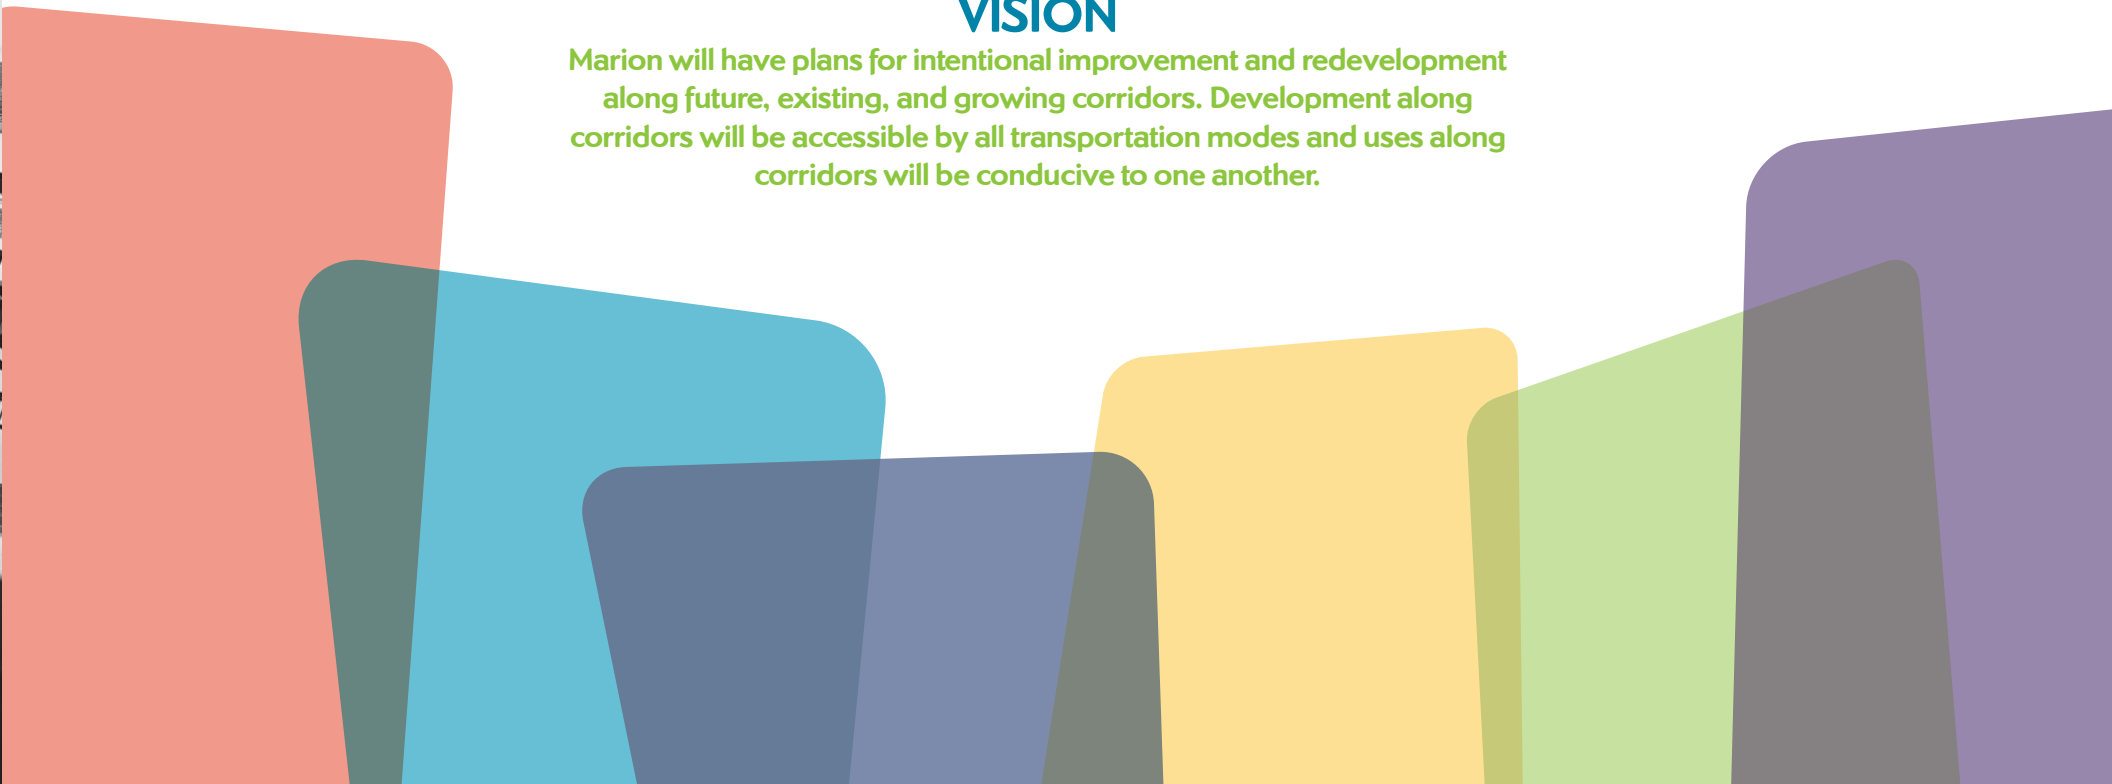 VISION
Marion will have plans for intentional improvement and redevelopment
along future, existing, and growing corridors. Development along
corridors will be accessible by all transportation modes and uses along
corridors will be conducive to one another.